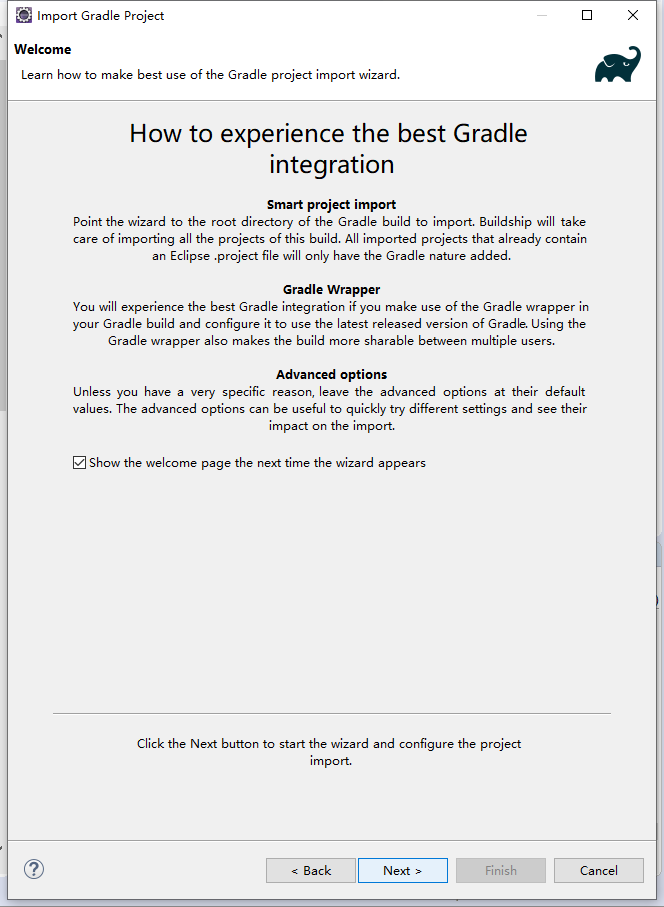 Import Gradle Project
Welcome
Learn how to make best use of the Gradle project import wizard.
How to experience the best Gradle
integration
Smart project import
Point the wizard to the root directory of the Gradle build to import. Buildship will take
care of importing all the projects of this build. All imported projects that already contain
an Eclipse .project file will only have the Gradle nature added.
Gradle Wrapper
You will experience the best Gradle integration if you make use of the Gradle wrapper in
your Gradle build and configure it to use the latest released version of Gradle. Using the
Gradle wrapper also makes the build more sharable between multiple users.
Advanced options
Unless you have a very specific reason, leave the advanced options at their default
values. The advanced options can be useful to quickly try different settings and see their
impact on the import.
Show the welcome page the next time the wizard appears
Click the Next button to start the wizard and configure the project
import.
?
< Back
Next >
Finish
Cancel